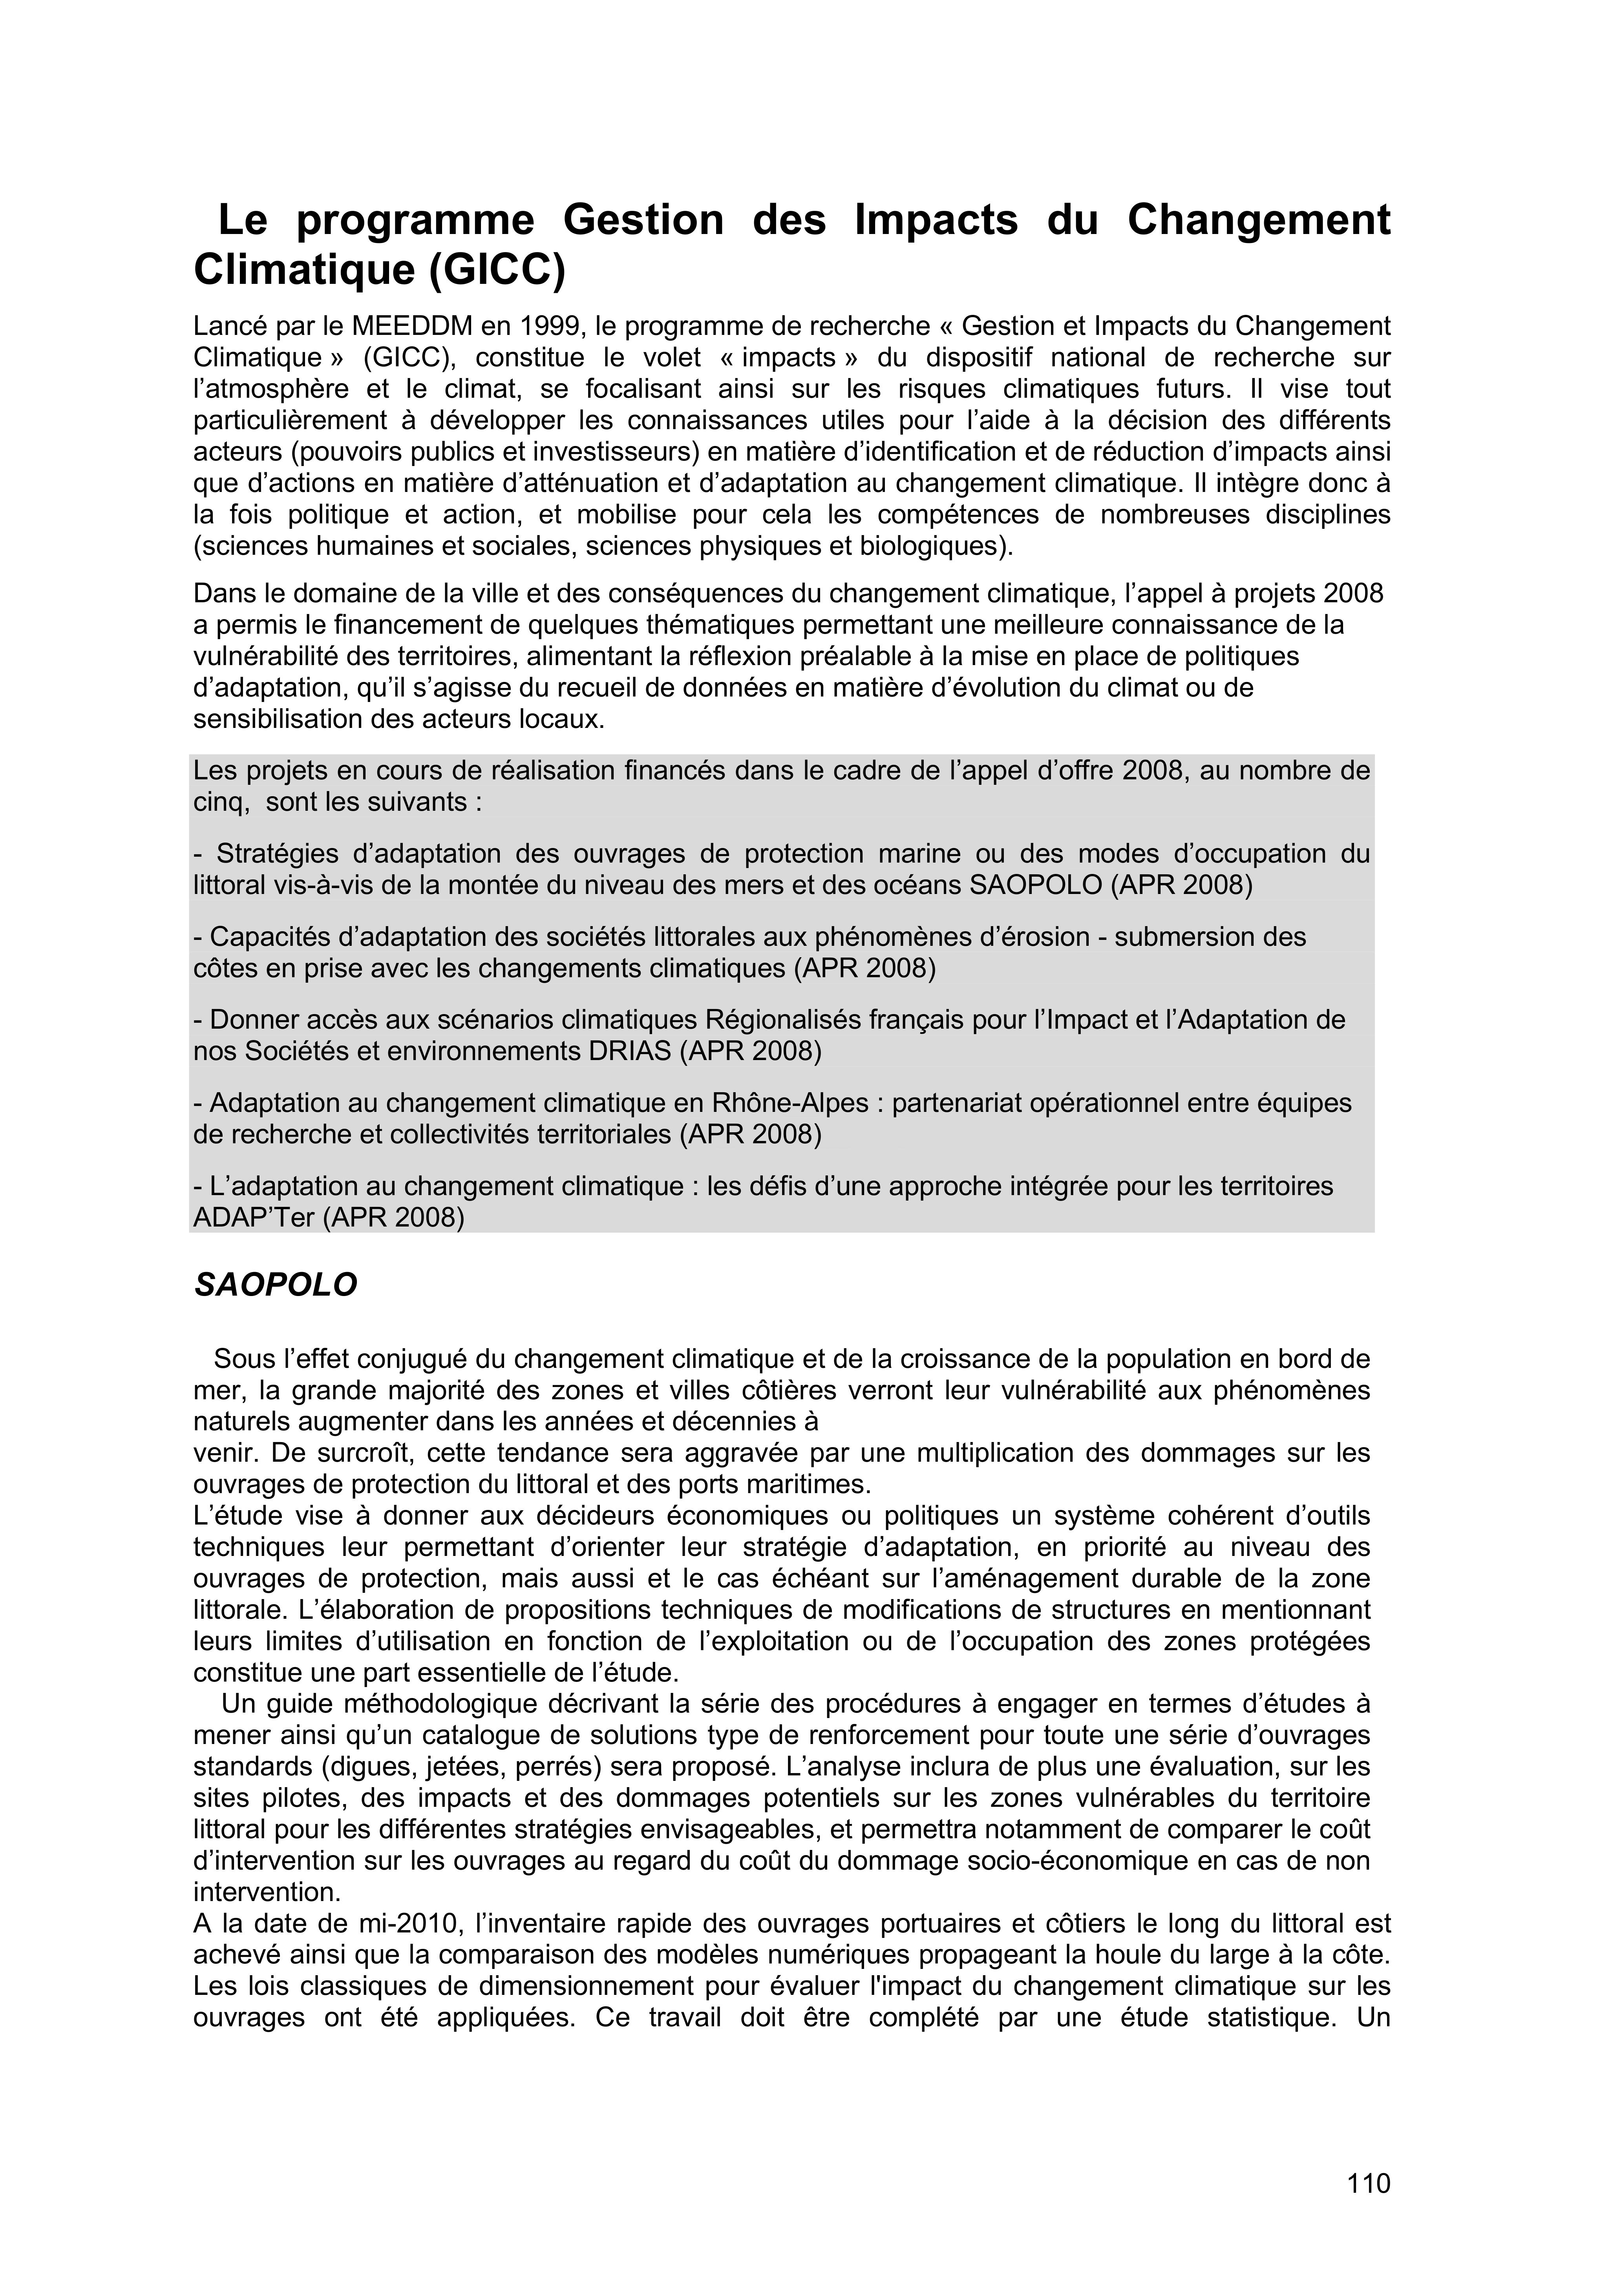 Le programme Gestion des Impacts du Changement
Climatique (GICC)
Lancé par le MEEDDM en 1999, le programme de recherche « Gestion et Impacts du Changement
Climatique » (GICC), constitue le volet « impacts » du dispositif national de recherche sur
l’atmosphère et le climat, se focalisant ainsi sur les risques climatiques futurs. Il vise tout
particulièrement à développer les connaissances utiles pour l’aide à la décision des différents
acteurs (pouvoirs publics et investisseurs) en matière d’identification et de réduction d’impacts ainsi
que d’actions en matière d’atténuation et d’adaptation au changement climatique. Il intègre donc à
la fois politique et action, et mobilise pour cela les compétences de nombreuses disciplines
(sciences humaines et sociales, sciences physiques et biologiques).
Dans le domaine de la ville et des conséquences du changement climatique, l’appel à projets 2008
a permis le financement de quelques thématiques permettant une meilleure connaissance de la
vulnérabilité des territoires, alimentant la réflexion préalable à la mise en place de politiques
d’adaptation, qu’il s’agisse du recueil de données en matière d’évolution du climat ou de
sensibilisation des acteurs locaux.
Les projets en cours de réalisation financés dans le cadre de l’appel d’offre 2008, au nombre de
cinq,  sont les suivants :
- Stratégies d’adaptation des ouvrages de protection marine ou des modes d’occupation du
littoral vis-à-vis de la montée du niveau des mers et des océans SAOPOLO (APR 2008)
- Capacités d’adaptation des sociétés littorales aux phénomènes d’érosion - submersion des
côtes en prise avec les changements climatiques (APR 2008)
- Donner accès aux scénarios climatiques Régionalisés français pour l’Impact et l’Adaptation de
nos Sociétés et environnements DRIAS (APR 2008)
- Adaptation au changement climatique en Rhône-Alpes : partenariat opérationnel entre équipes
de recherche et collectivités territoriales (APR 2008)
- L’adaptation au changement climatique : les défis d’une approche intégrée pour les territoires
ADAP’Ter (APR 2008)
SAOPOLO
Sous l’effet conjugué du changement climatique et de la croissance de la population en bord de
mer, la grande majorité des zones et villes côtières verront leur vulnérabilité aux phénomènes
naturels augmenter dans les années et décennies à
venir. De surcroît, cette tendance sera aggravée par une multiplication des dommages sur les
ouvrages de protection du littoral et des ports maritimes.
L’étude vise à donner aux décideurs économiques ou politiques un système cohérent d’outils
techniques leur permettant d’orienter leur stratégie d’adaptation, en priorité au niveau des
ouvrages de protection, mais aussi et le cas échéant sur l’aménagement durable de la zone
littorale. L’élaboration de propositions techniques de modifications de structures en mentionnant
leurs limites d’utilisation en fonction de l’exploitation ou de l’occupation des zones protégées
constitue une part essentielle de l’étude.
Un guide méthodologique décrivant la série des procédures à engager en termes d’études à
mener ainsi qu’un catalogue de solutions type de renforcement pour toute une série d’ouvrages
standards (digues, jetées, perrés) sera proposé. L’analyse inclura de plus une évaluation, sur les
sites pilotes, des impacts et des dommages potentiels sur les zones vulnérables du territoire
littoral pour les différentes stratégies envisageables, et permettra notamment de comparer le coût
d’intervention sur les ouvrages au regard du coût du dommage socio-économique en cas de non
intervention.
A la date de mi-2010, l’inventaire rapide des ouvrages portuaires et côtiers le long du littoral est
achevé ainsi que la comparaison des modèles numériques propageant la houle du large à la côte.
Les lois classiques de dimensionnement pour évaluer l'impact du changement climatique sur les
ouvrages ont été appliquées. Ce travail doit être complété par une étude statistique. Un
110